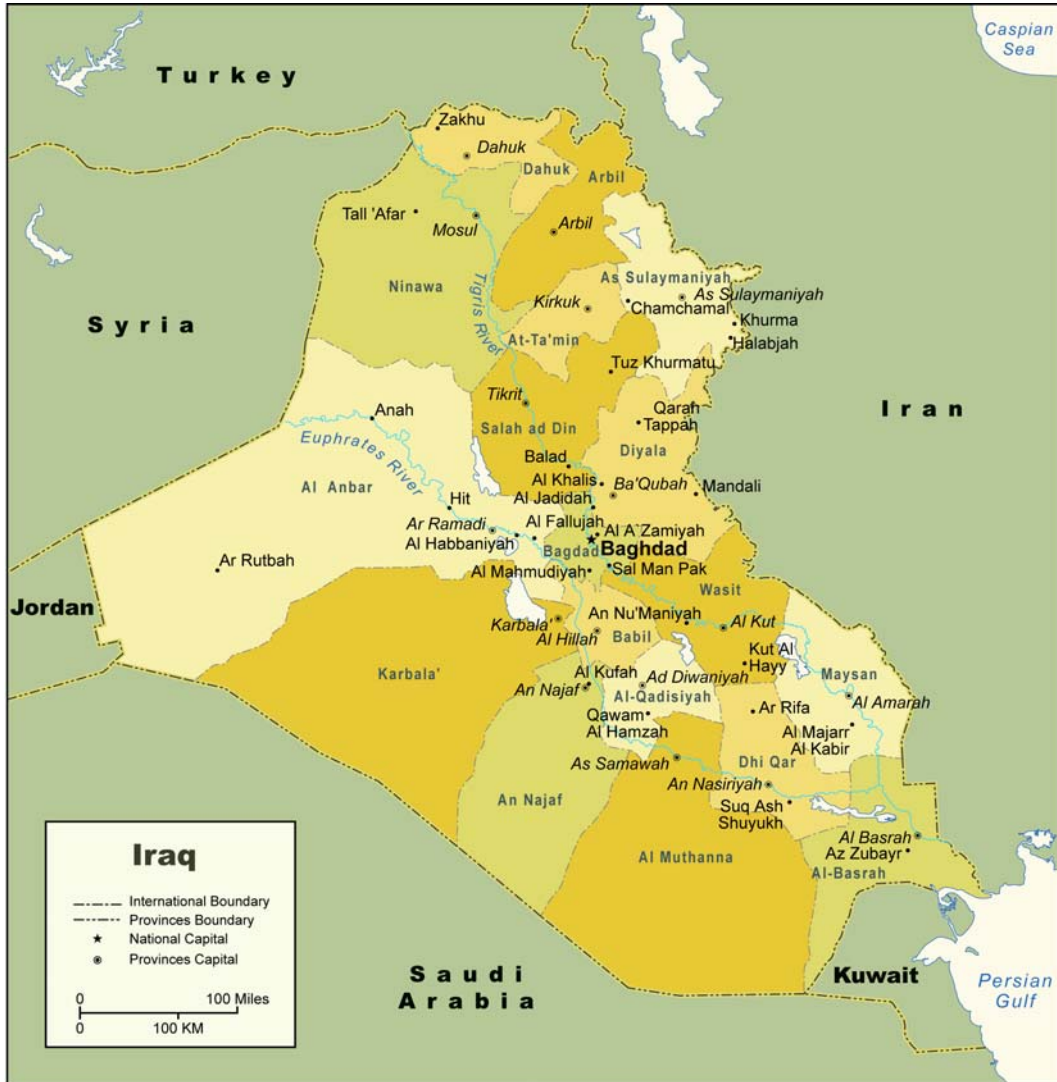 Caspian
Sea
Turkey
Zakhu
Dahuk
Dahuk
Arbil
Tall 'Afar
Mosul
Arbil
As Sulaymaniyah
Ninawa
Tigris River
Kirkuk
As Sulaymaniyah
Chamchamal
Syria
Khurma
At-Ta'min
Halabjah
Tuz Khurmatu
Tikrit
Qarah
Tappah
Iran
Anah
Salah ad Din
Euphrates River
Diyala
Balad
Al Anbar
Al Khalis
Ba'Qubah
Mandali
Hit
Al Jadidah
Ar Ramadi
Al Fallujah
Al A'Zamiyah
Al Habbaniyah
Bagdad
Baghdad
Ar Rutbah
Al Mahmudiyah
Sal Man Pak
Wasit
Jordan
An Nu'Maniyah
Karbala'
Al Kut
Al Hillah
Babil
Kut Al
Hayy
Karbala'
Al Kufah
Ad Diwaniyah
Maysan
An Najaf
Al-Qadisiyah
Al Amarah
Qawam
Al Hamzah
Ar Rifa
Al Majarr
Al Kabir
As Samawah
Dhi Qar
An Nasiriyah
An Najaf
Suq Ash
Shuyukh
Al Basrah
Az Zubayr
Al Muthanna
Al-Basrah
Iraq
International Boundary
Provinces Boundary
National Capital
Provinces Capital
0 100 Miles
0 100 KM
Saudi
Arabia
Kuwait
Persian
Gulf